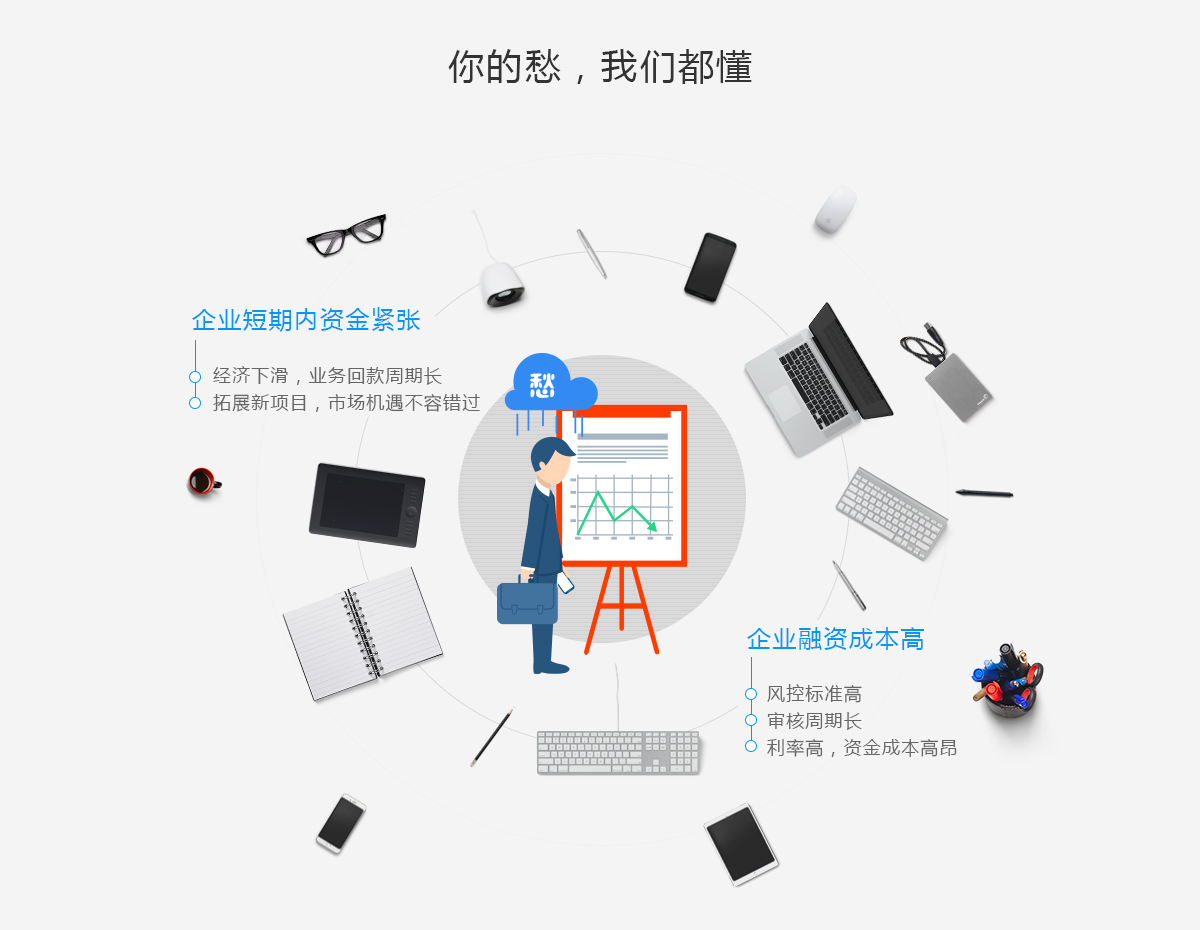 你的愁，我们都懂
企业短期内资金紧张
经济下滑，业务回款周期长
拓展新项目，市场机遇不容错过
愁
企业融资成本高
风控标准高
审核周期长
利率高，资金成本高昂